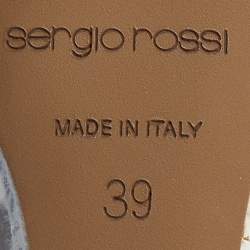 sergio rossi
MADE IN ITALY
39